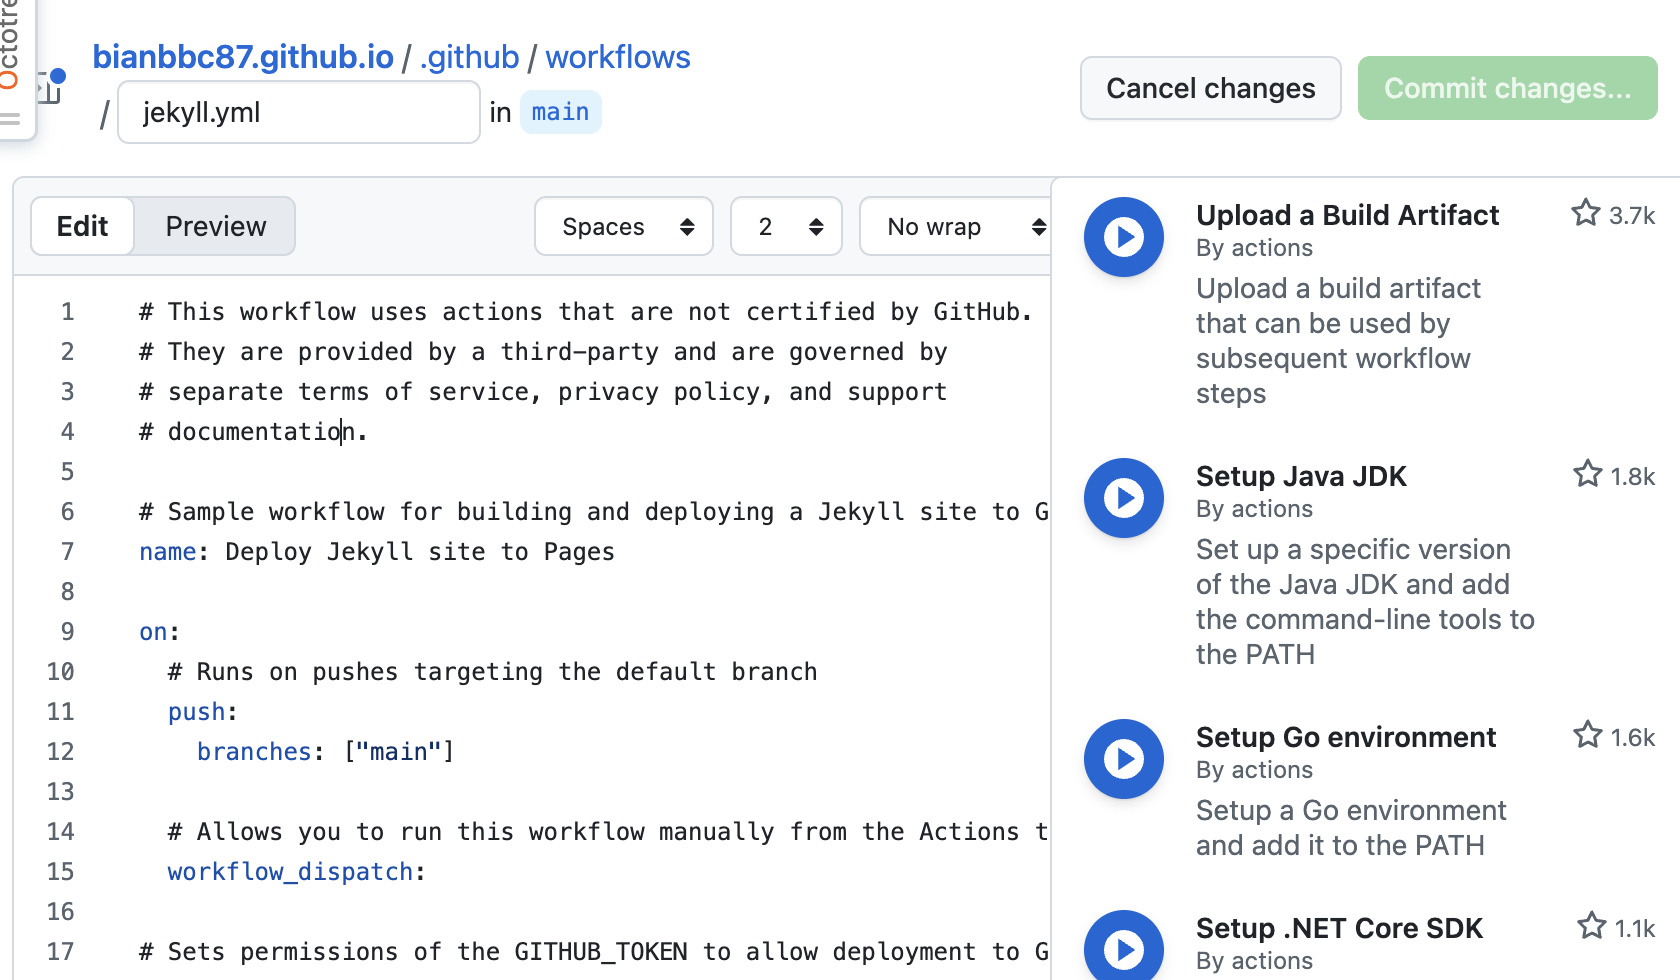 Octotre
bianbbc87.github.io / .github / workflows
/ jekyll.yml in main
Cancel changes
Commit changes...
Edit
Preview
Spaces
2
No wrap
1 # This workflow uses actions that are not certified by GitHub.
2 # They are provided by a third-party and are governed by
3 # separate terms of service, privacy policy, and support
4 # documentation.
5
6 # Sample workflow for building and deploying a Jekyll site to G
7 name: Deploy Jekyll site to Pages
8
9 on:
10 # Runs on pushes targeting the default branch
11 push:
12 branches: ["main"]
13
14 # Allows you to run this workflow manually from the Actions t
15 workflow_dispatch:
16
17 # Sets permissions of the GITHUB_TOKEN to allow deployment to G
Upload a Build Artifact
3.7k
By actions
Upload a build artifact
that can be used by
subsequent workflow
steps
Setup Java JDK
1.8k
By actions
Set up a specific version
of the Java JDK and add
the command-line tools to
the PATH
Setup Go environment
1.6k
By actions
Setup a Go environment
and add it to the PATH
Setup .NET Core SDK
1.1k
By actions